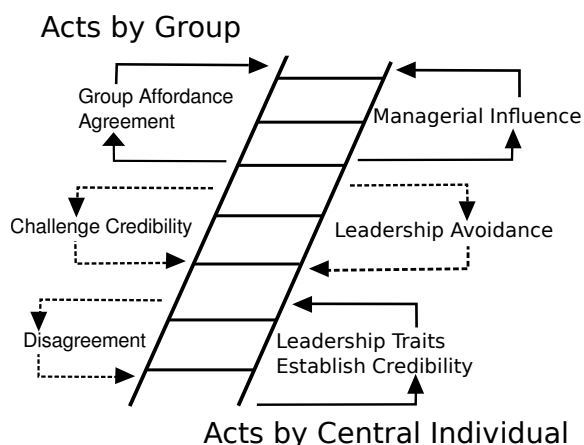 Acts by Group
Group Affordance
Agreement
Managerial Influence
Challenge Credibility
Leadership Avoidance
Disagreement
Leadership Traits
Establish Credibility
Acts by Central Individual